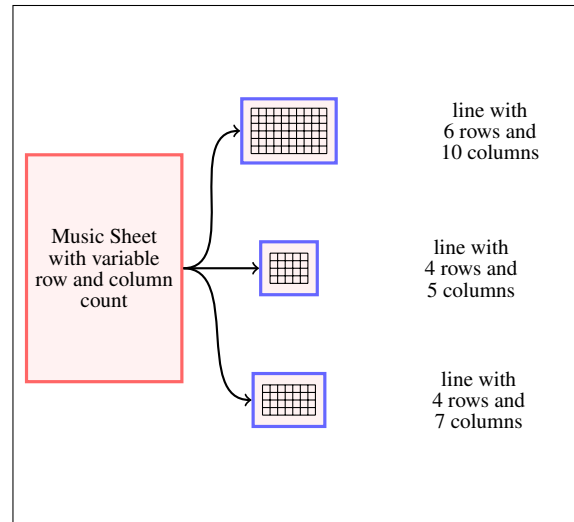 Music Sheet
with variable
row and column
count
line with
6 rows and
10 columns
line with
4 rows and
5 columns
line with
4 rows and
7 columns